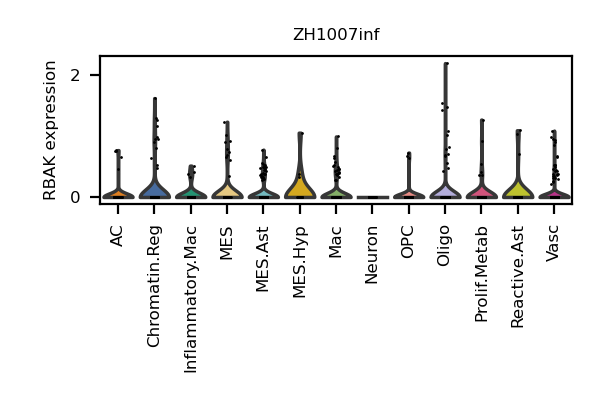 ZH1007inf
RBAK expression
2
0
AC
Chromatin.Reg
Inflammatory.Mac
MES
MES.Ast
MES.Hyp
Mac
Neuron
OPC
Oligo
Prolif.Metab
Reactive.Ast
Vasc